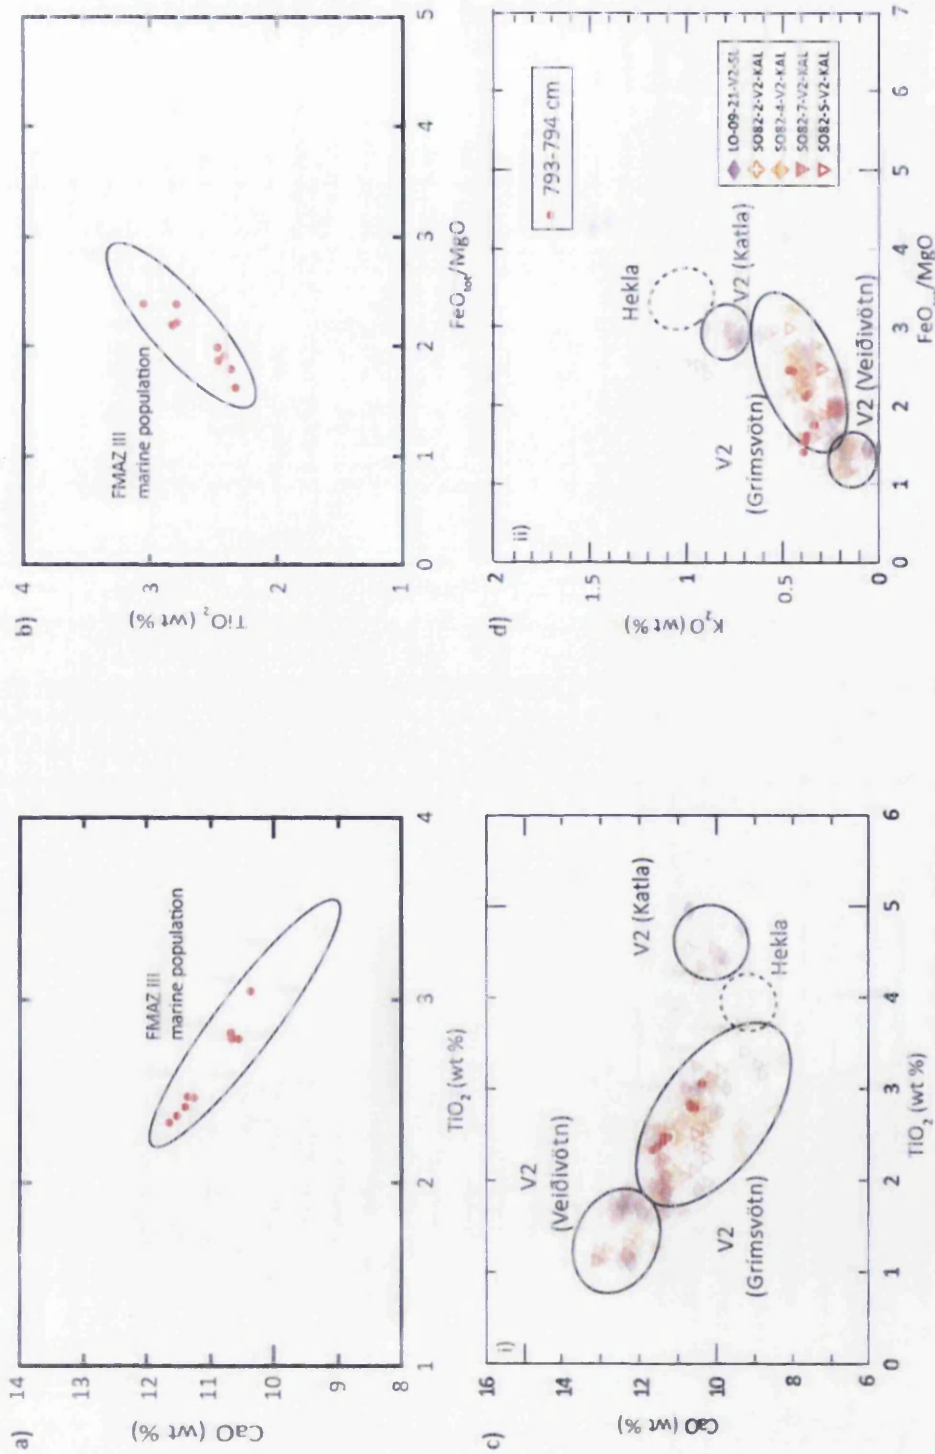 a)
14
12
11
10
9
8
CaO (wt %)
FMAZ III
marine population
1
2
3
4
TiO₂ (wt %)
b)
4
3
2
1
TiO₂ (wt %)
FMAZ III
marine population
0
1
2
3
4
5
FeO_tot/MgO
c)
i)
16
14
12
10
8
6
CaO (wt %)
V2
(Veiðivötn)
V2 (Katla)
Hekla
V2
(Grimsvötn)
0
1
2
3
4
5
6
TiO₂ (wt %)
d)
ii)
2
1.5
1
0.5
0
K₂O (wt %)
793-794 cm
Hekla
V2 (Katla)
V2
(Grimsvötn)
V2 (Veiðivötn)
LO-09-21-V2-SL
SO82-2-V2-KAL
SO82-4-V2-KAL
SO82-7-V2-KAL
SO82-5-V2-KAL
0
1
2
3
4
5
6
7
FeO_tot/MgO